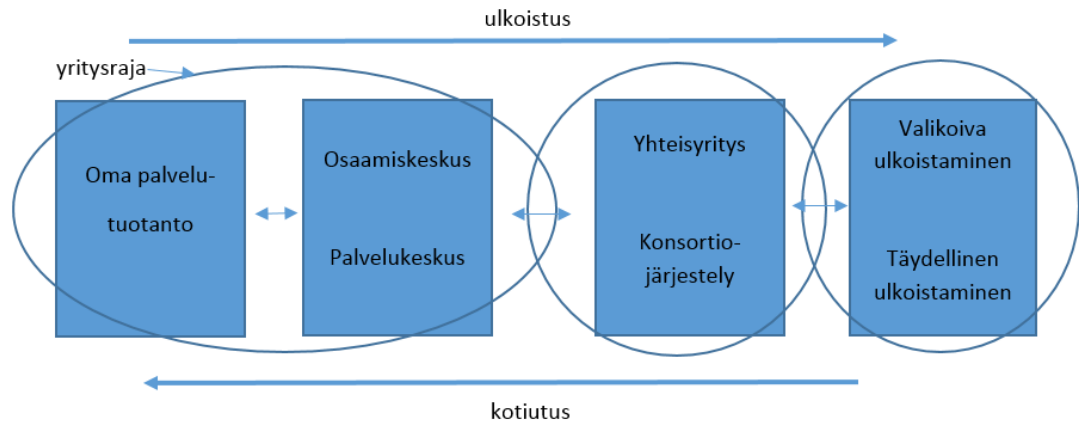 ulkoistus
yritysraja
Oma palvelu-
tuotanto
Osaamiskeskus
Palvelukeskus
Yhteisyritys
Konsortio-
järjestely
Valikoiva
ulkoistaminen
Täydellinen
ulkoistaminen
kotiutus